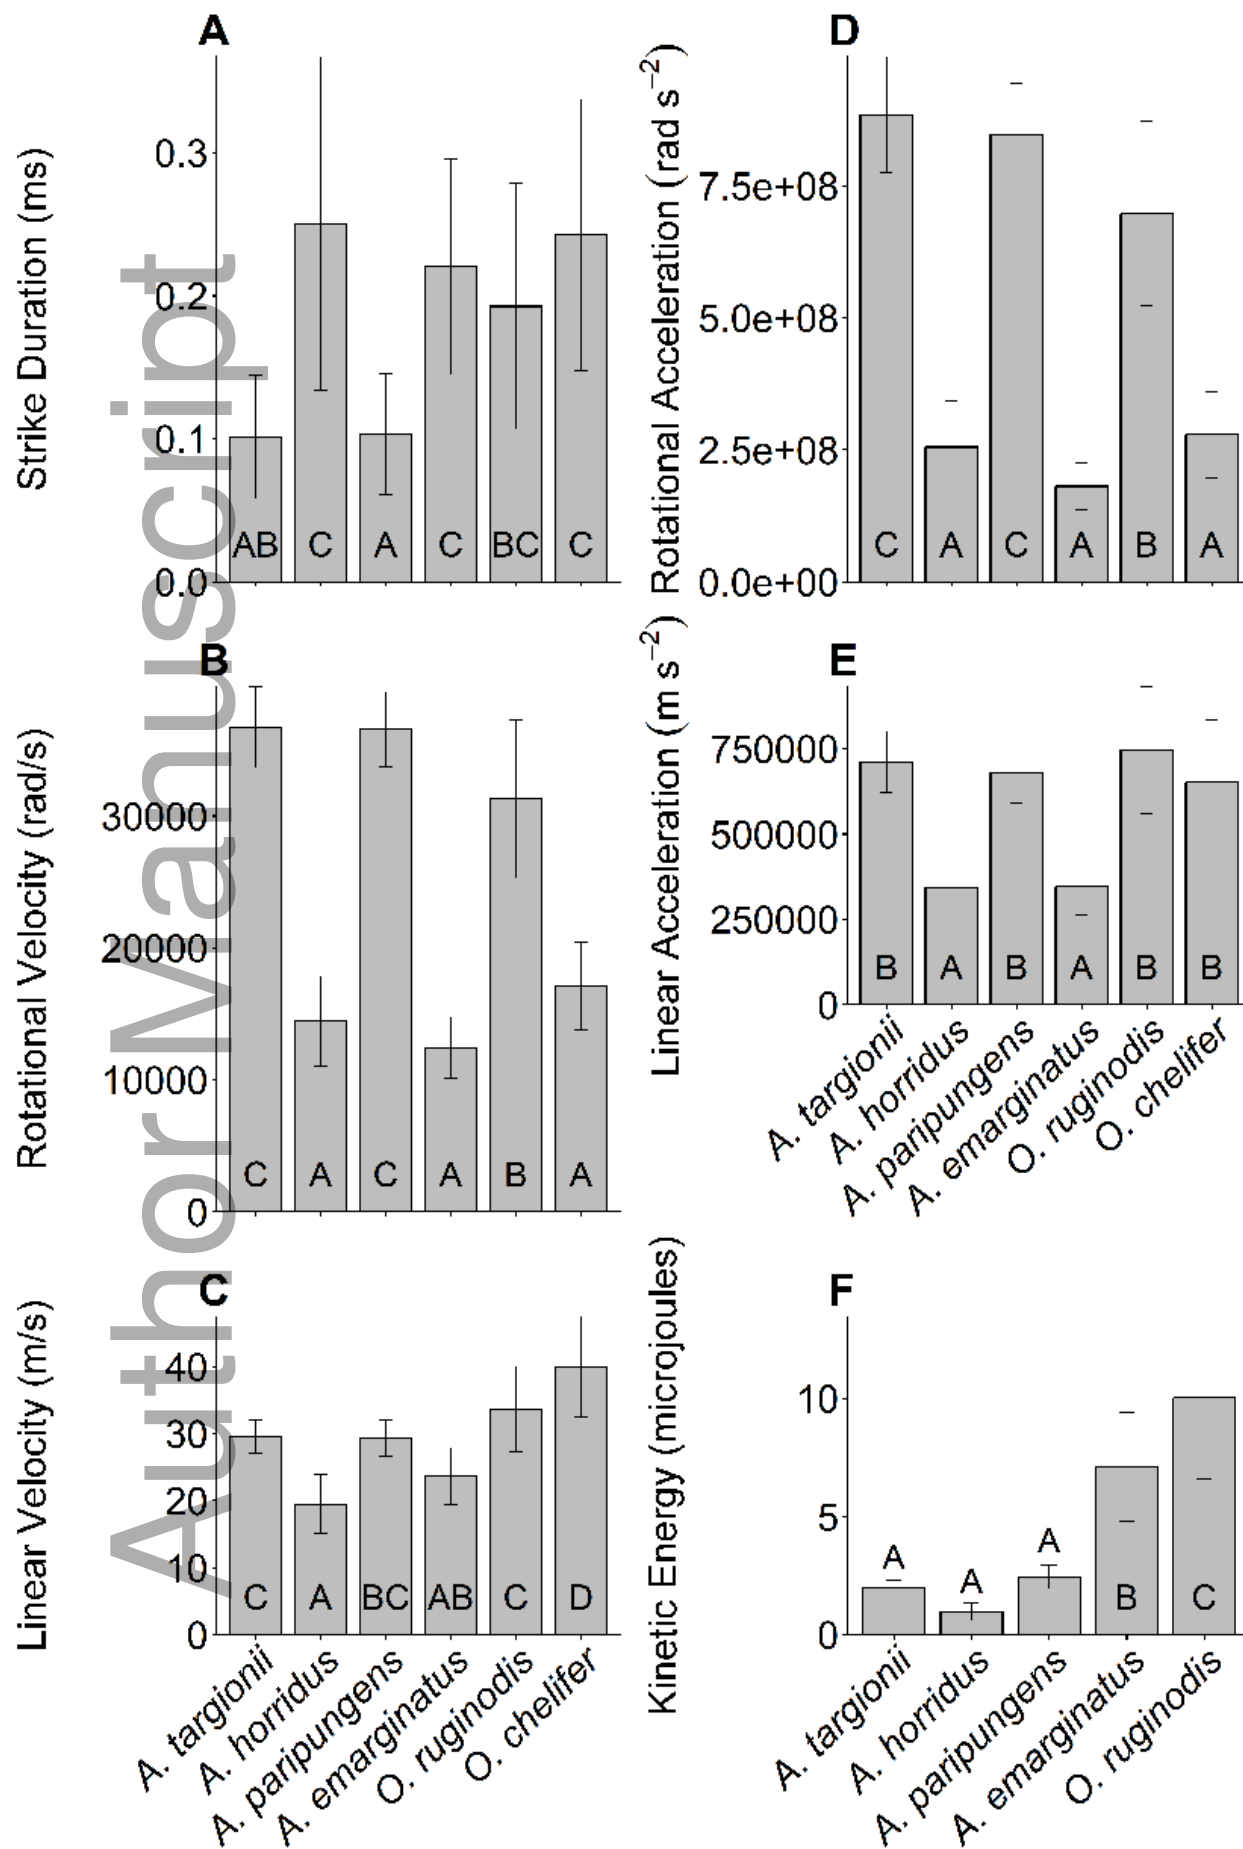 A
Strike Duration (ms)
0.3
0.2
0.1
0.0
AB C A C BC C
B
Rotational Velocity (rad/s)
30000
20000
10000
0
C A C A B A
C
Linear Velocity (m/s)
40
30
20
10
0
C A BC AB C D
A. targionii
A. horridus
A. paripungens
A. emarginatus
O. ruginodis
O. chelifer
D
Rotational Acceleration (rad s⁻²)
7.5e+08
5.0e+08
2.5e+08
0.0e+00
C A C A B A
E
Linear Acceleration (m s⁻²)
750000
500000
250000
0
B A B A B B
A. targionii
A. horridus
A. paripungens
A. emarginatus
O. ruginodis
O. chelifer
F
Kinetic Energy (microjoules)
10
5
0
A A A B C
A. targionii
A. horridus
A. paripungens
A. emarginatus
O. ruginodis
Author Manuscript